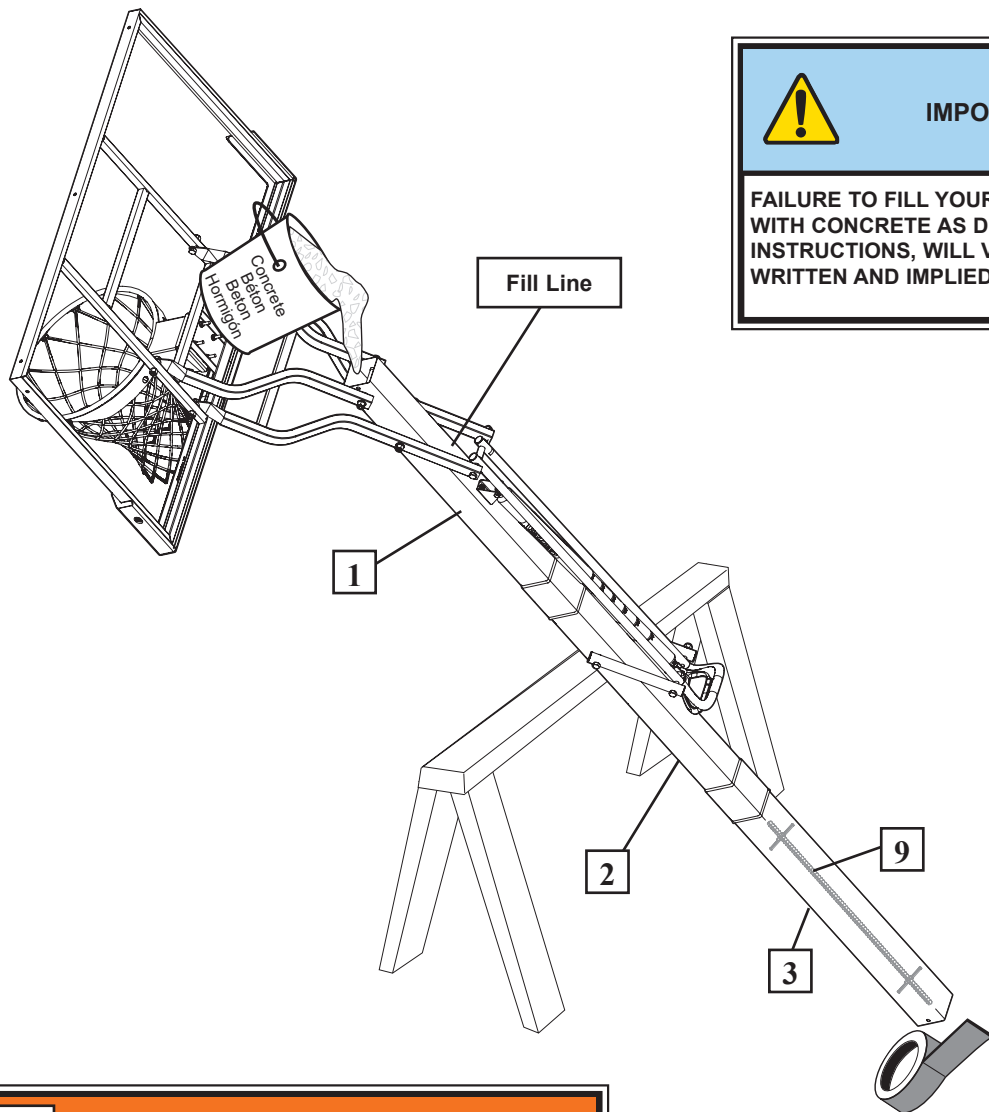 IMPO
FAILURE TO FILL YOUR
WITH CONCRETE AS D
INSTRUCTIONS, WILL V
WRITTEN AND IMPLIED
Concrete
Béton
Beton
Hormigón
Fill Line
1
2
9
3